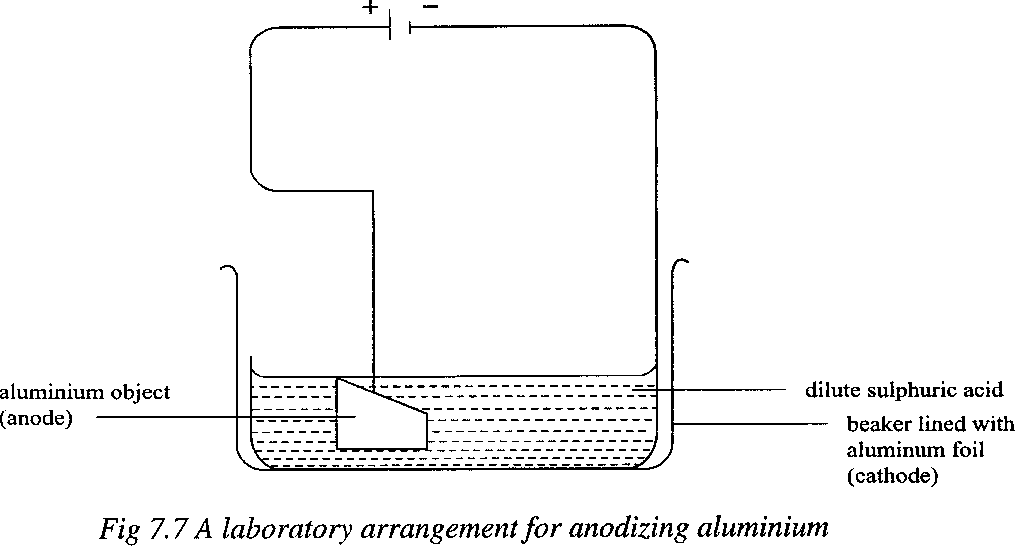 + −
aluminium object
(anode)
dilute sulphuric acid
beaker lined with
aluminum foil
(cathode)
Fig 7.7 A laboratory arrangement for anodizing aluminium